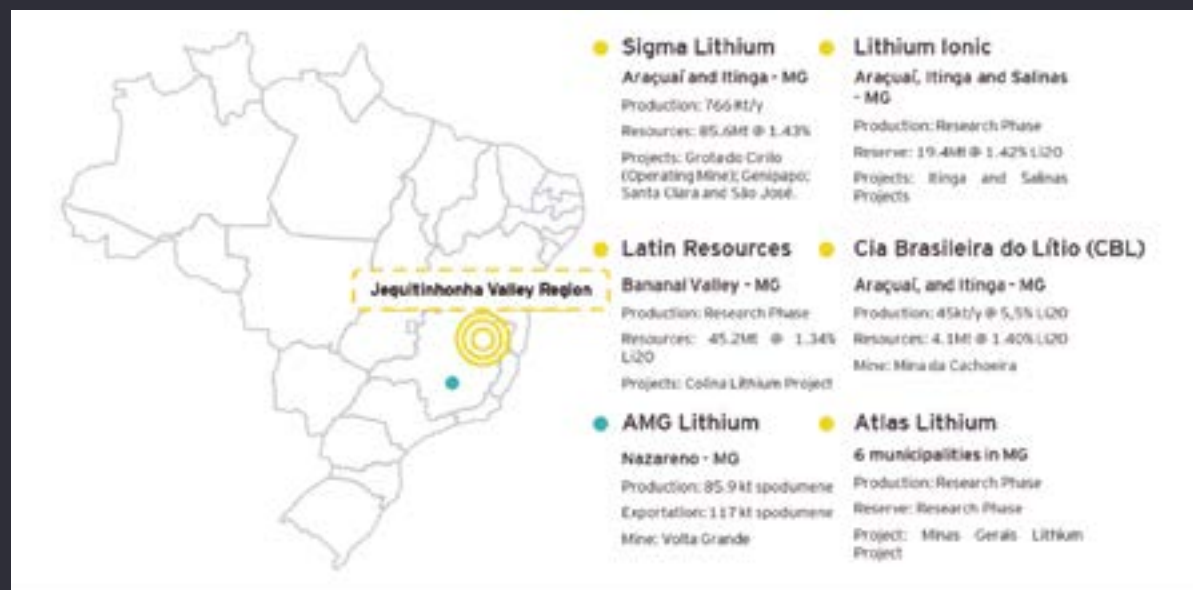 Jequitinhonha Valley Region
Sigma Lithium
Araçuaí and Itinga - MG
Production: 766 Kt/y
Resources: 85.6Mt @ 1.43%
Projects: Grota do Cirilo
(Operating Mine); Genipapo;
Santa Clara and São José.
Lithium Ionic
Araçuaí, Itinga and Salinas
- MG
Production: Research Phase
Reserve: 19.4Mt @ 1.42% Li2O
Projects: Itinga and Salinas
Projects
Latin Resources
Bananal Valley - MG
Production: Research Phase
Resources: 45.2Mt @ 1.34%
Li2O
Projects: Colina Lithium Project
Cia Brasileira do Lítio (CBL)
Araçuaí, and Itinga - MG
Production: 45kt/y @ 5,5% Li2O
Resources: 4.1Mt @ 1.40% Li2O
Mine: Mina da Cachoeira
AMG Lithium
Nazareno - MG
Production: 85.9 kt spodumene
Exportation: 117 kt spodumene
Mine: Volta Grande
Atlas Lithium
6 municipalities in MG
Production: Research Phase
Reserve: Research Phase
Project: Minas Gerais Lithium
Project